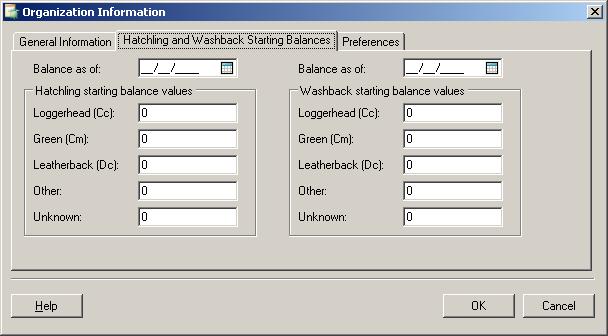 Organization Information
General Information Hatchling and Washback Starting Balances Preferences
Balance as of: __/__/____ Balance as of: __/__/____
Hatchling starting balance values Washback starting balance values
Loggerhead (Cc): 0 Loggerhead (Cc): 0
Green (Cm): 0 Green (Cm): 0
Leatherback (Dc): 0 Leatherback (Dc): 0
Other: 0 Other: 0
Unknown: 0 Unknown: 0
Help OK Cancel